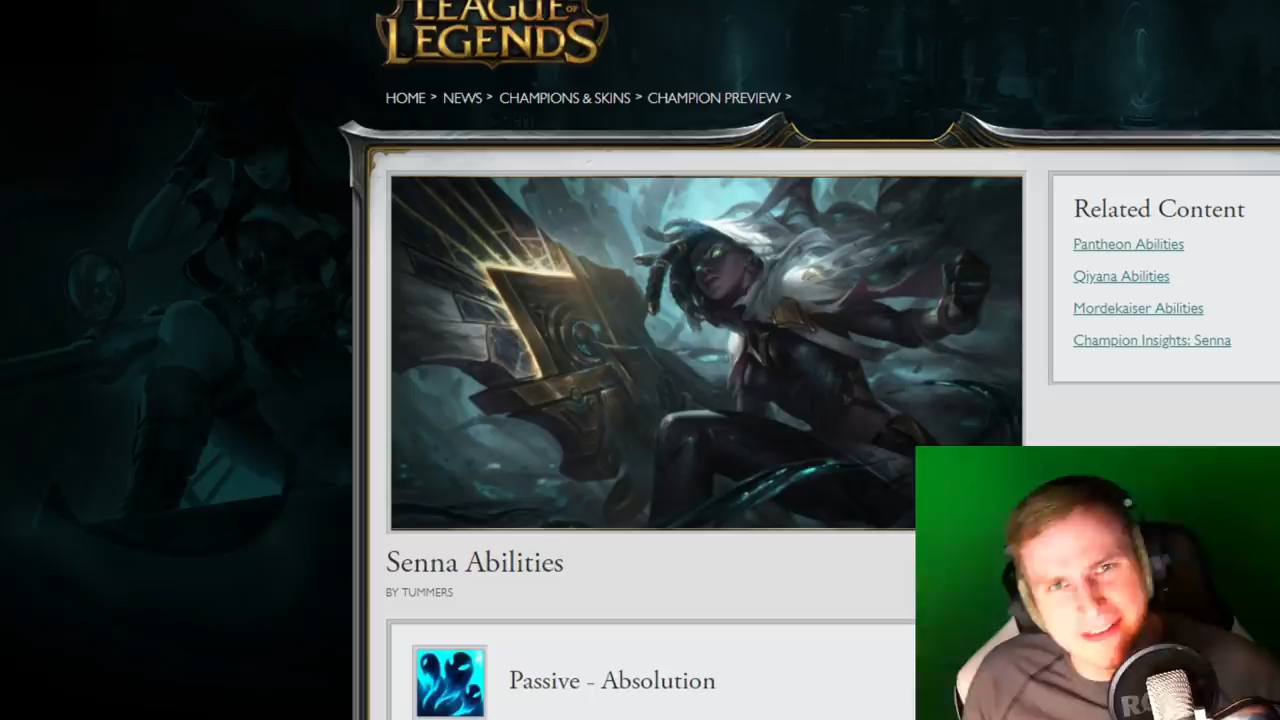 LEAGUE OF
LEGENDS
HOME > NEWS > CHAMPIONS & SKINS > CHAMPION PREVIEW >
Related Content
Pantheon Abilities
Qiyana Abilities
Mordekaiser Abilities
Champion Insights: Senna
Senna Abilities
BY TUMMERS
Passive - Absolution